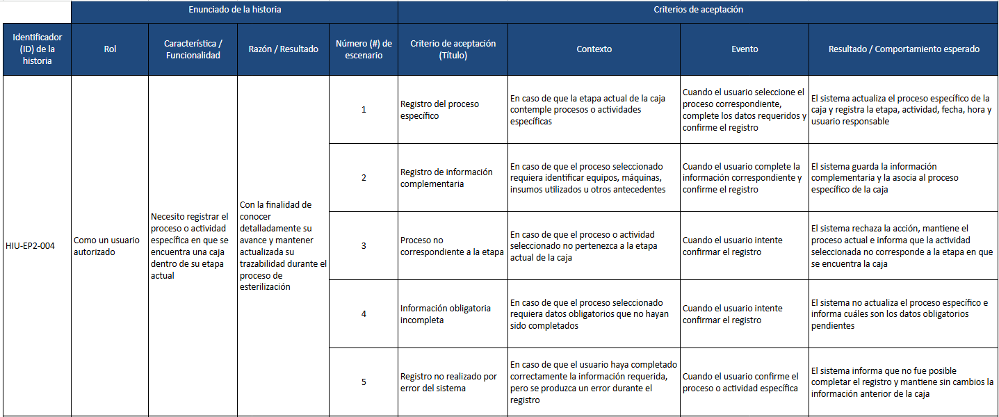 Enunciado de la historia
Criterios de aceptación
Identificador
(ID) de la
historia
Rol
Característica /
Funcionalidad
Razón / Resultado
Número (#) de
escenario
Criterio de aceptación
(Título)
Contexto
Evento
Resultado / Comportamiento esperado
HIU-EP2-004
Como un usuario
autorizado
Necesito registrar el
proceso o actividad
específica en que se
encuentra una caja
dentro de su etapa
actual
Con la finalidad de
conocer
detalladamente su
avance y mantener
actualizada su
trazabilidad durante el
proceso de
esterilización
1
Registro del proceso
específico
En caso de que la etapa actual de la caja
contemple procesos o actividades
específicas
Cuando el usuario seleccione el
proceso correspondiente,
complete los datos requeridos y
confirme el registro
El sistema actualiza el proceso específico de la
caja y registra la etapa, actividad, fecha, hora y
usuario responsable
2
Registro de información
complementaria
En caso de que el proceso seleccionado
requiera identificar equipos, máquinas,
insumos utilizados u otros antecedentes
Cuando el usuario complete la
información correspondiente y
confirme el registro
El sistema guarda la información
complementaria y la asocia al proceso
específico de la caja
3
Proceso no
correspondiente a la etapa
En caso de que el proceso o actividad
seleccionado no pertenezca a la etapa
actual de la caja
Cuando el usuario intente
confirmar el registro
El sistema rechaza la acción, mantiene el
proceso actual e informa que la actividad
seleccionada no corresponde a la etapa en que
se encuentra la caja
4
Información obligatoria
incompleta
En caso de que el proceso seleccionado
requiera datos obligatorios que no hayan
sido completados
Cuando el usuario intente
confirmar el registro
El sistema no actualiza el proceso específico e
informa cuáles son los datos obligatorios
pendientes
5
Registro no realizado por
error del sistema
En caso de que el usuario haya completado
correctamente la información requerida,
pero se produzca un error durante el
registro
Cuando el usuario confirme el
proceso o actividad específica
El sistema informa que no fue posible
completar el registro y mantiene sin cambios la
información anterior de la caja